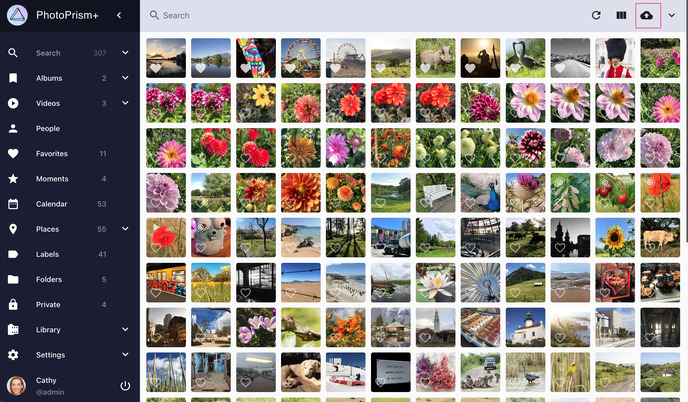 PhotoPrism+
Search
Search 307
Albums 2
Videos 3
People
Favorites 11
Moments 4
Calendar 53
Places 55
Labels 41
Folders 5
Private 4
Library
Settings
Cathy
@admin